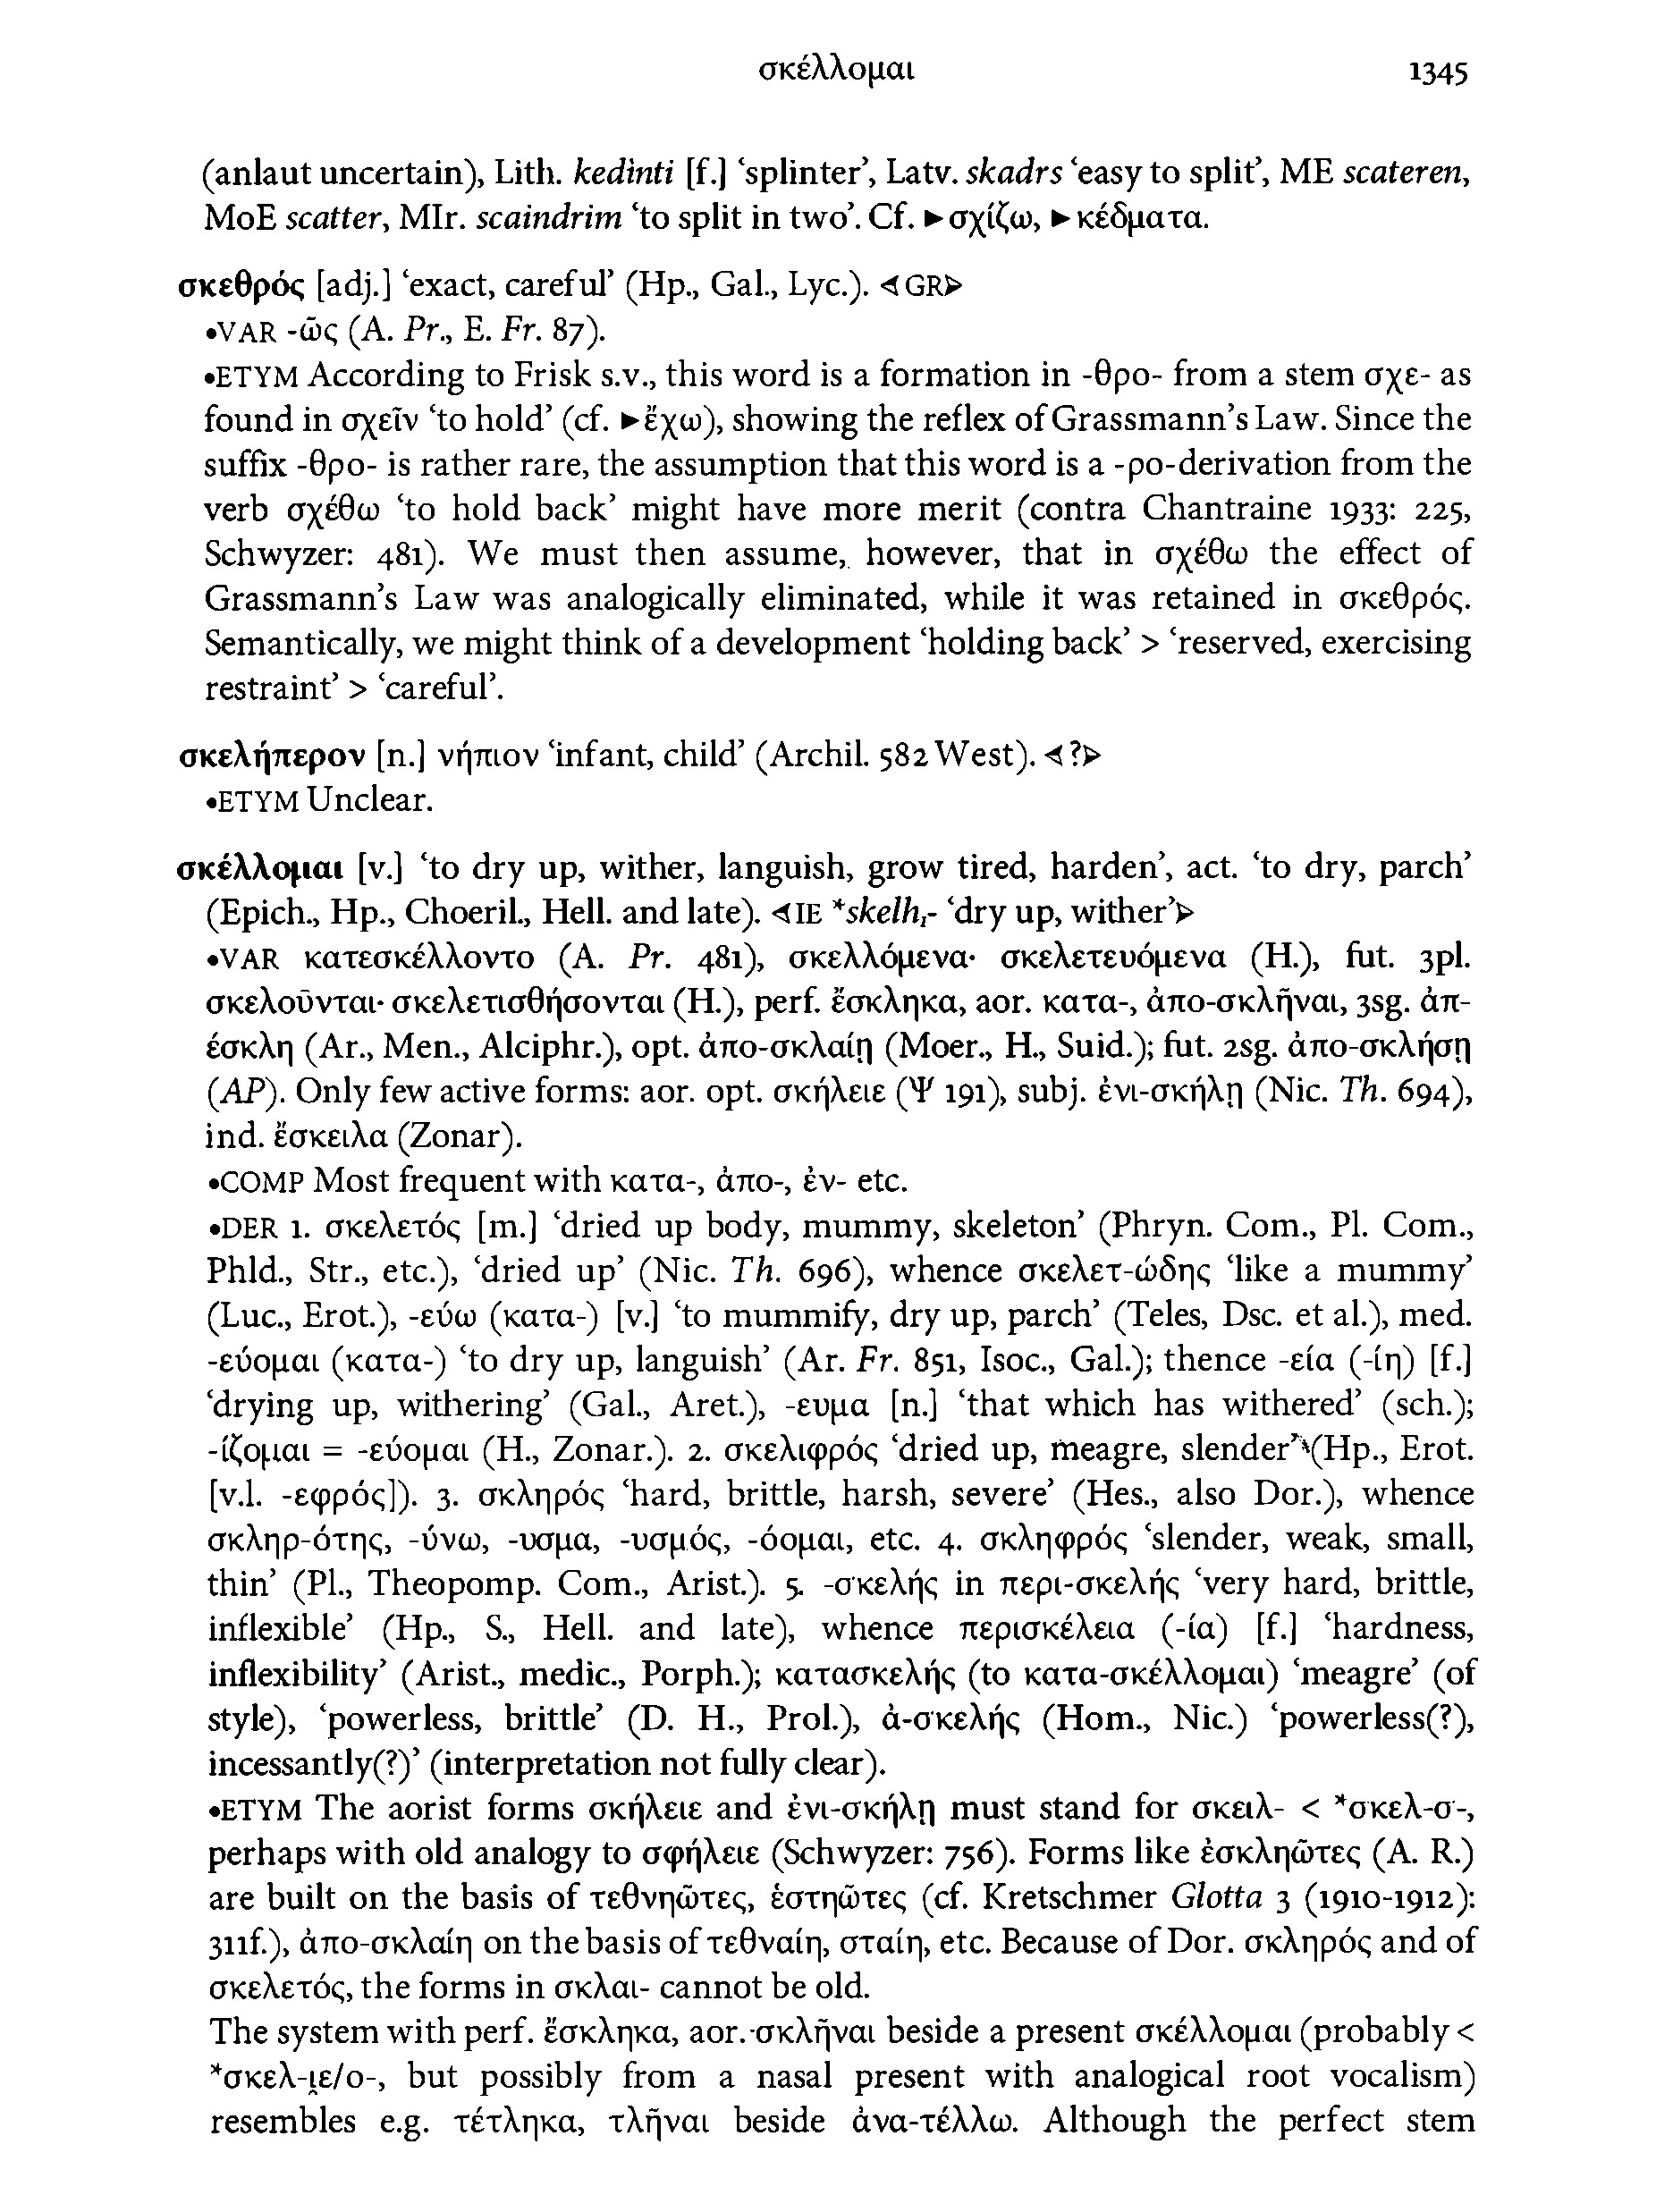 σκέλλομαι 1345
(anlaut uncertain), Lith. kedìnti [f.] ‘splinter’, Latv. skadrs ‘easy to split’, ME scateren,
MoE scatter, MIr. scaindrim ‘to split in two’. Cf. ►σχίζω, ►κέδματα.
σκεθρός [adj.] ‘exact, careful’ (Hp., Gal., Lyc.). ⊲GR⊳
•VAR -ῶς (A. Pr., E. Fr. 87).
•ETYM According to Frisk s.v., this word is a formation in -θρο- from a stem σχε- as
found in σχεῖν ‘to hold’ (cf. ►ἔχω), showing the reflex of Grassmann’s Law. Since the
suffix -θρο- is rather rare, the assumption that this word is a -ρο-derivation from the
verb σχέθω ‘to hold back’ might have more merit (contra Chantraine 1933: 225,
Schwyzer: 481). We must then assume, however, that in σχέθω the effect of
Grassmann’s Law was analogically eliminated, while it was retained in σκεθρός.
Semantically, we might think of a development ‘holding back’ > ‘reserved, exercising
restraint’ > ‘careful’.
σκελήπερον [n.] νήπιον ‘infant, child’ (Archil. 582 West). ⊲?⊳
•ETYM Unclear.
σκέλλομαι [v.] ‘to dry up, wither, languish, grow tired, harden’, act. ‘to dry, parch’
(Epich., Hp., Choeril., Hell. and late). ⊲IE *skelh₁- ‘dry up, wither’⊳
•VAR κατεσκέλλοντο (A. Pr. 481), σκελλόμενα· σκελετευόμενα (H.), fut. 3pl.
σκελοῦνται· σκελετισθήσονται (H.), perf. ἔσκληκα, aor. κατα-, ἀπο-σκλῆναι, 3sg. ἀπ-
έσκλη (Ar., Men., Alciphr.), opt. ἀπο-σκλαίη (Moer., H., Suid.); fut. 2sg. ἀπο-σκλήσῃ
(AP). Only few active forms: aor. opt. σκήλειε (Ψ 191), subj. ἐνι-σκήλῃ (Nic. Th. 694),
ind. ἔσκειλα (Zonar).
•COMP Most frequent with κατα-, ἀπο-, ἐν- etc.
•DER 1. σκελετός [m.] ‘dried up body, mummy, skeleton’ (Phryn. Com., Pl. Com.,
Phld., Str., etc.), ‘dried up’ (Nic. Th. 696), whence σκελετ-ώδης ‘like a mummy’
(Luc., Erot.), -εύω (κατα-) [v.] ‘to mummify, dry up, parch’ (Teles, Dsc. et al.), med.
-εύομαι (κατα-) ‘to dry up, languish’ (Ar. Fr. 851, Isoc., Gal.); thence -εία (-ίη) [f.]
‘drying up, withering’ (Gal., Aret.), -ευμα [n.] ‘that which has withered’ (sch.);
-ίζομαι = -εύομαι (H., Zonar.). 2. σκελιφρός ‘dried up, meagre, slender’ (Hp., Erot.
[v.l. -εφρός]). 3. σκληρός ‘hard, brittle, harsh, severe’ (Hes., also Dor.), whence
σκληρ-ότης, -ύνω, -υσμα, -υσμός, -όομαι, etc. 4. σκληφρός ‘slender, weak, small,
thin’ (Pl., Theopomp. Com., Arist.). 5. -σκελής in περι-σκελής ‘very hard, brittle,
inflexible’ (Hp., S., Hell. and late), whence περισκέλεια (-ία) [f.] ‘hardness,
inflexibility’ (Arist., medic., Porph.); κατασκελής (to κατα-σκέλλομαι) ‘meagre’ (of
style), ‘powerless, brittle’ (D. H., Prol.), ἀ-σκελής (Hom., Nic.) ‘powerless(?),
incessantly(?)’ (interpretation not fully clear).
•ETYM The aorist forms σκήλειε and ἐνι-σκήλῃ must stand for σκειλ- < *σκελ-σ-,
perhaps with old analogy to σφήλειε (Schwyzer: 756). Forms like ἐσκληῶτες (A. R.)
are built on the basis of τεθνηῶτες, ἑστηῶτες (cf. Kretschmer Glotta 3 (1910-1912):
311f.), ἀπο-σκλαίη on the basis of τεθναίη, σταίη, etc. Because of Dor. σκληρός and of
σκελετός, the forms in σκλαι- cannot be old.
The system with perf. ἔσκληκα, aor. -σκλῆναι beside a present σκέλλομαι (probably <
*σκελ-ι̯ε/ο-, but possibly from a nasal present with analogical root vocalism)
resembles e.g. τέτληκα, τλῆναι beside ἀνα-τέλλω. Although the perfect stem